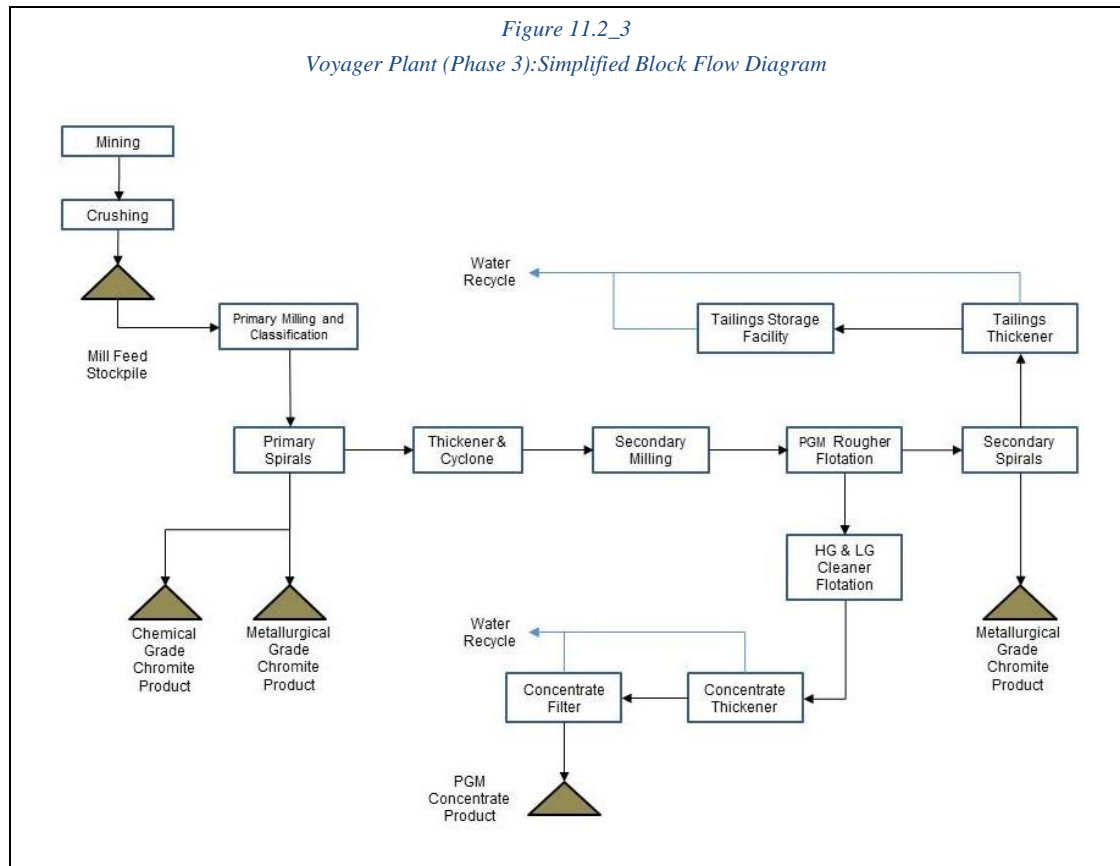 Figure 11.2_3
Voyager Plant (Phase 3):Simplified Block Flow Diagram
Mining
Crushing
Mill Feed
Stockpile
Primary Milling and
Classification
Water
Recycle
Tailings Storage
Facility
Tailings
Thickener
Primary
Spirals
Thickener &
Cyclone
Secondary
Milling
PGM Rougher
Flotation
Secondary
Spirals
HG & LG
Cleaner
Flotation
Chemical
Grade
Chromite
Product
Metallurgical
Grade
Chromite
Product
Water
Recycle
Concentrate
Filter
Concentrate
Thickener
Metallurgical
Grade
Chromite
Product
PGM
Concentrate
Product